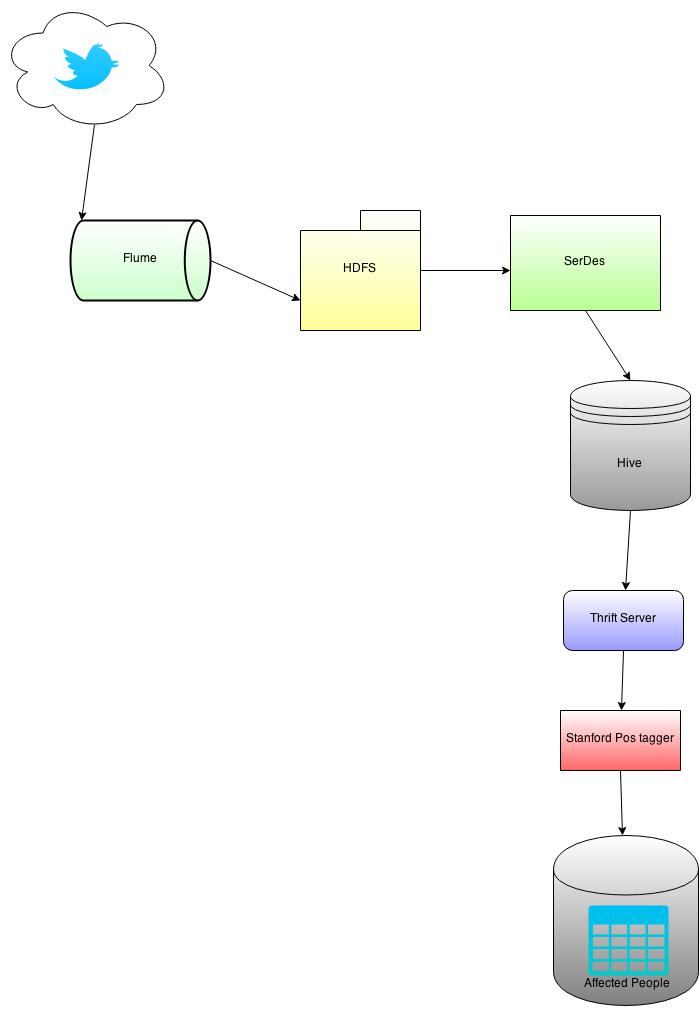 Flume
HDFS
SerDes
Hive
Thrift Server
Stanford Pos tagger
Affected People